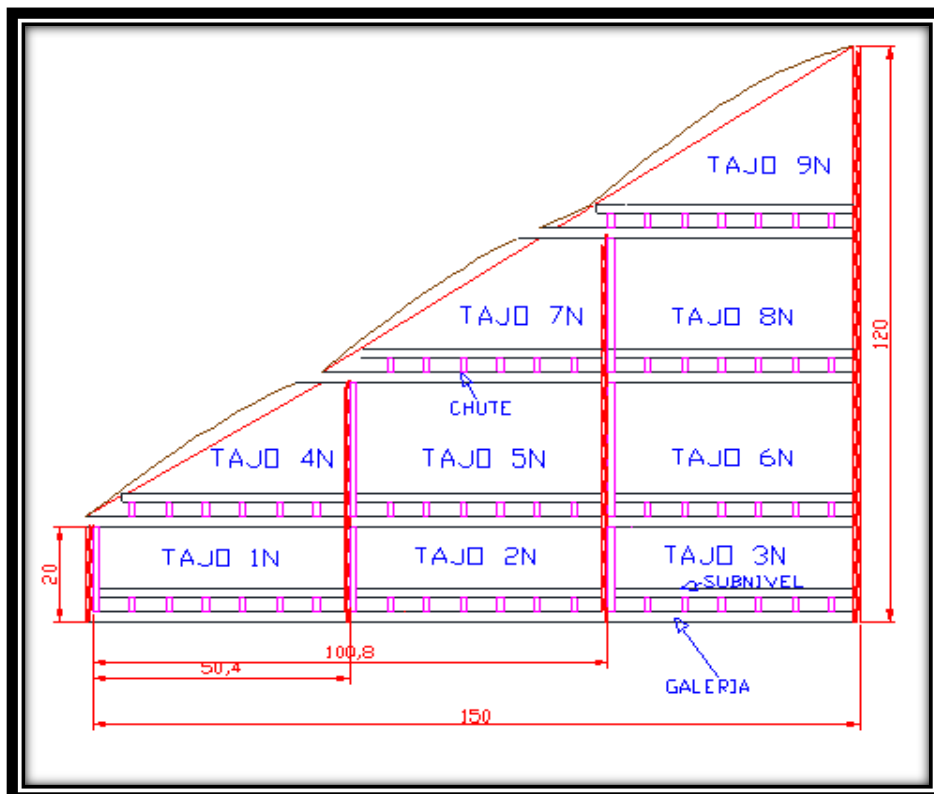 TAJO 9N
TAJO 7N
TAJO 8N
120
CHUTE
TAJO 4N
TAJO 5N
TAJO 6N
20
TAJO 1N
TAJO 2N
TAJO 3N
SUBNIVEL
100,8
50,4
GALERIA
150